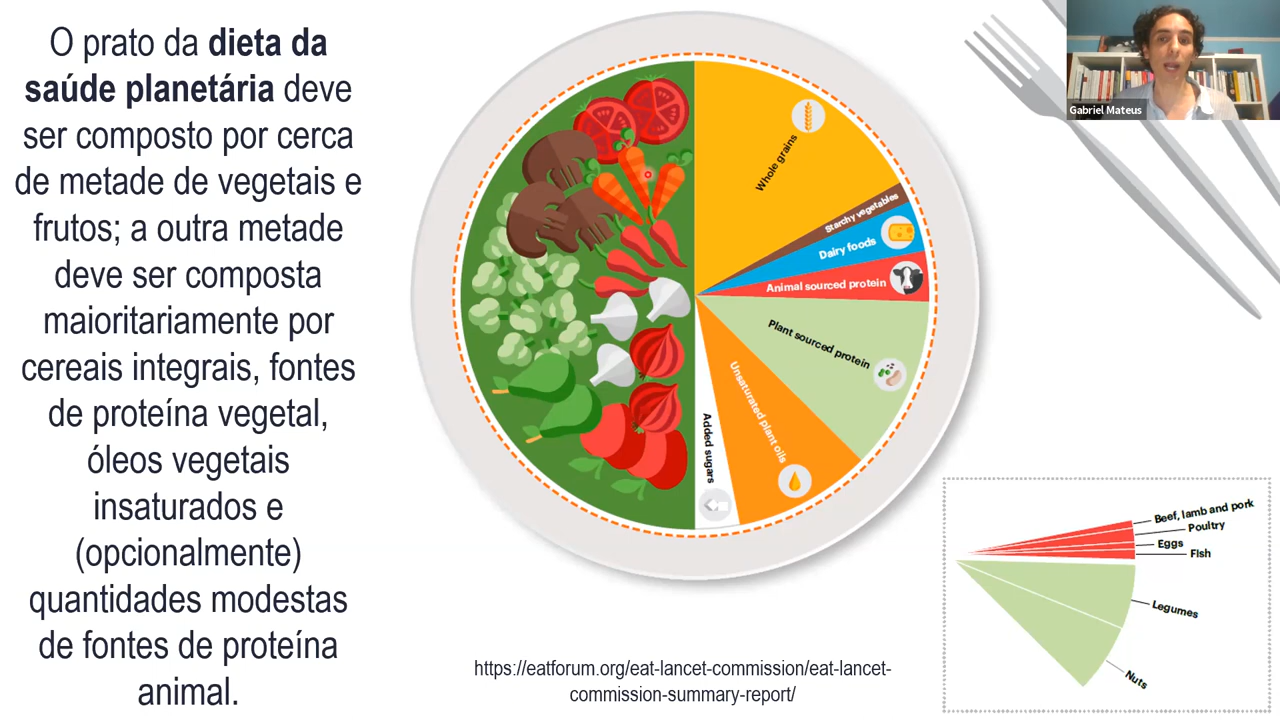 O prato da dieta da
saúde planetária deve
ser composto por cerca
de metade de vegetais e
frutos; a outra metade
deve ser composta
maioritariamente por
cereais integrais, fontes
de proteína vegetal,
óleos vegetais
insaturados e
(opcionalmente)
quantidades modestas
de fontes de proteína
animal.
Whole grains
Starchy vegetables
Dairy foods
Animal sourced protein
Plant sourced protein
Unsaturated plant oils
Added sugars
Gabriel Mateus
Beef, lamb and pork
Poultry
Eggs
Fish
Legumes
Nuts
https://eatforum.org/eat-lancet-commission/eat-lancet-
commission-summary-report/